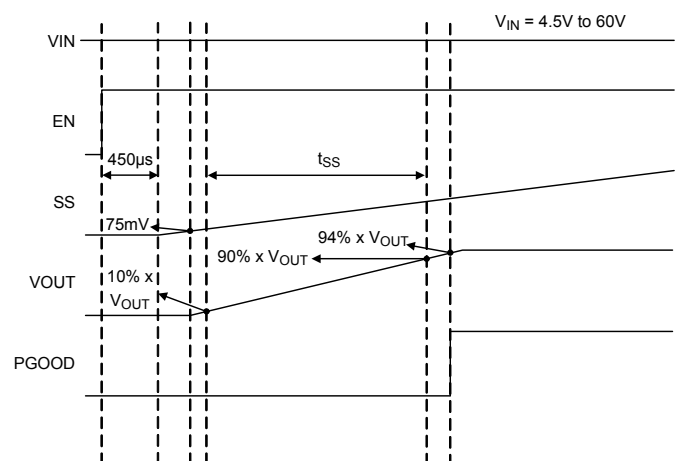 V_IN = 4.5V to 60V
VIN
EN
450µs
t_SS
SS
75mV
94% x V_OUT
90% x V_OUT
10% x
V_OUT
VOUT
PGOOD